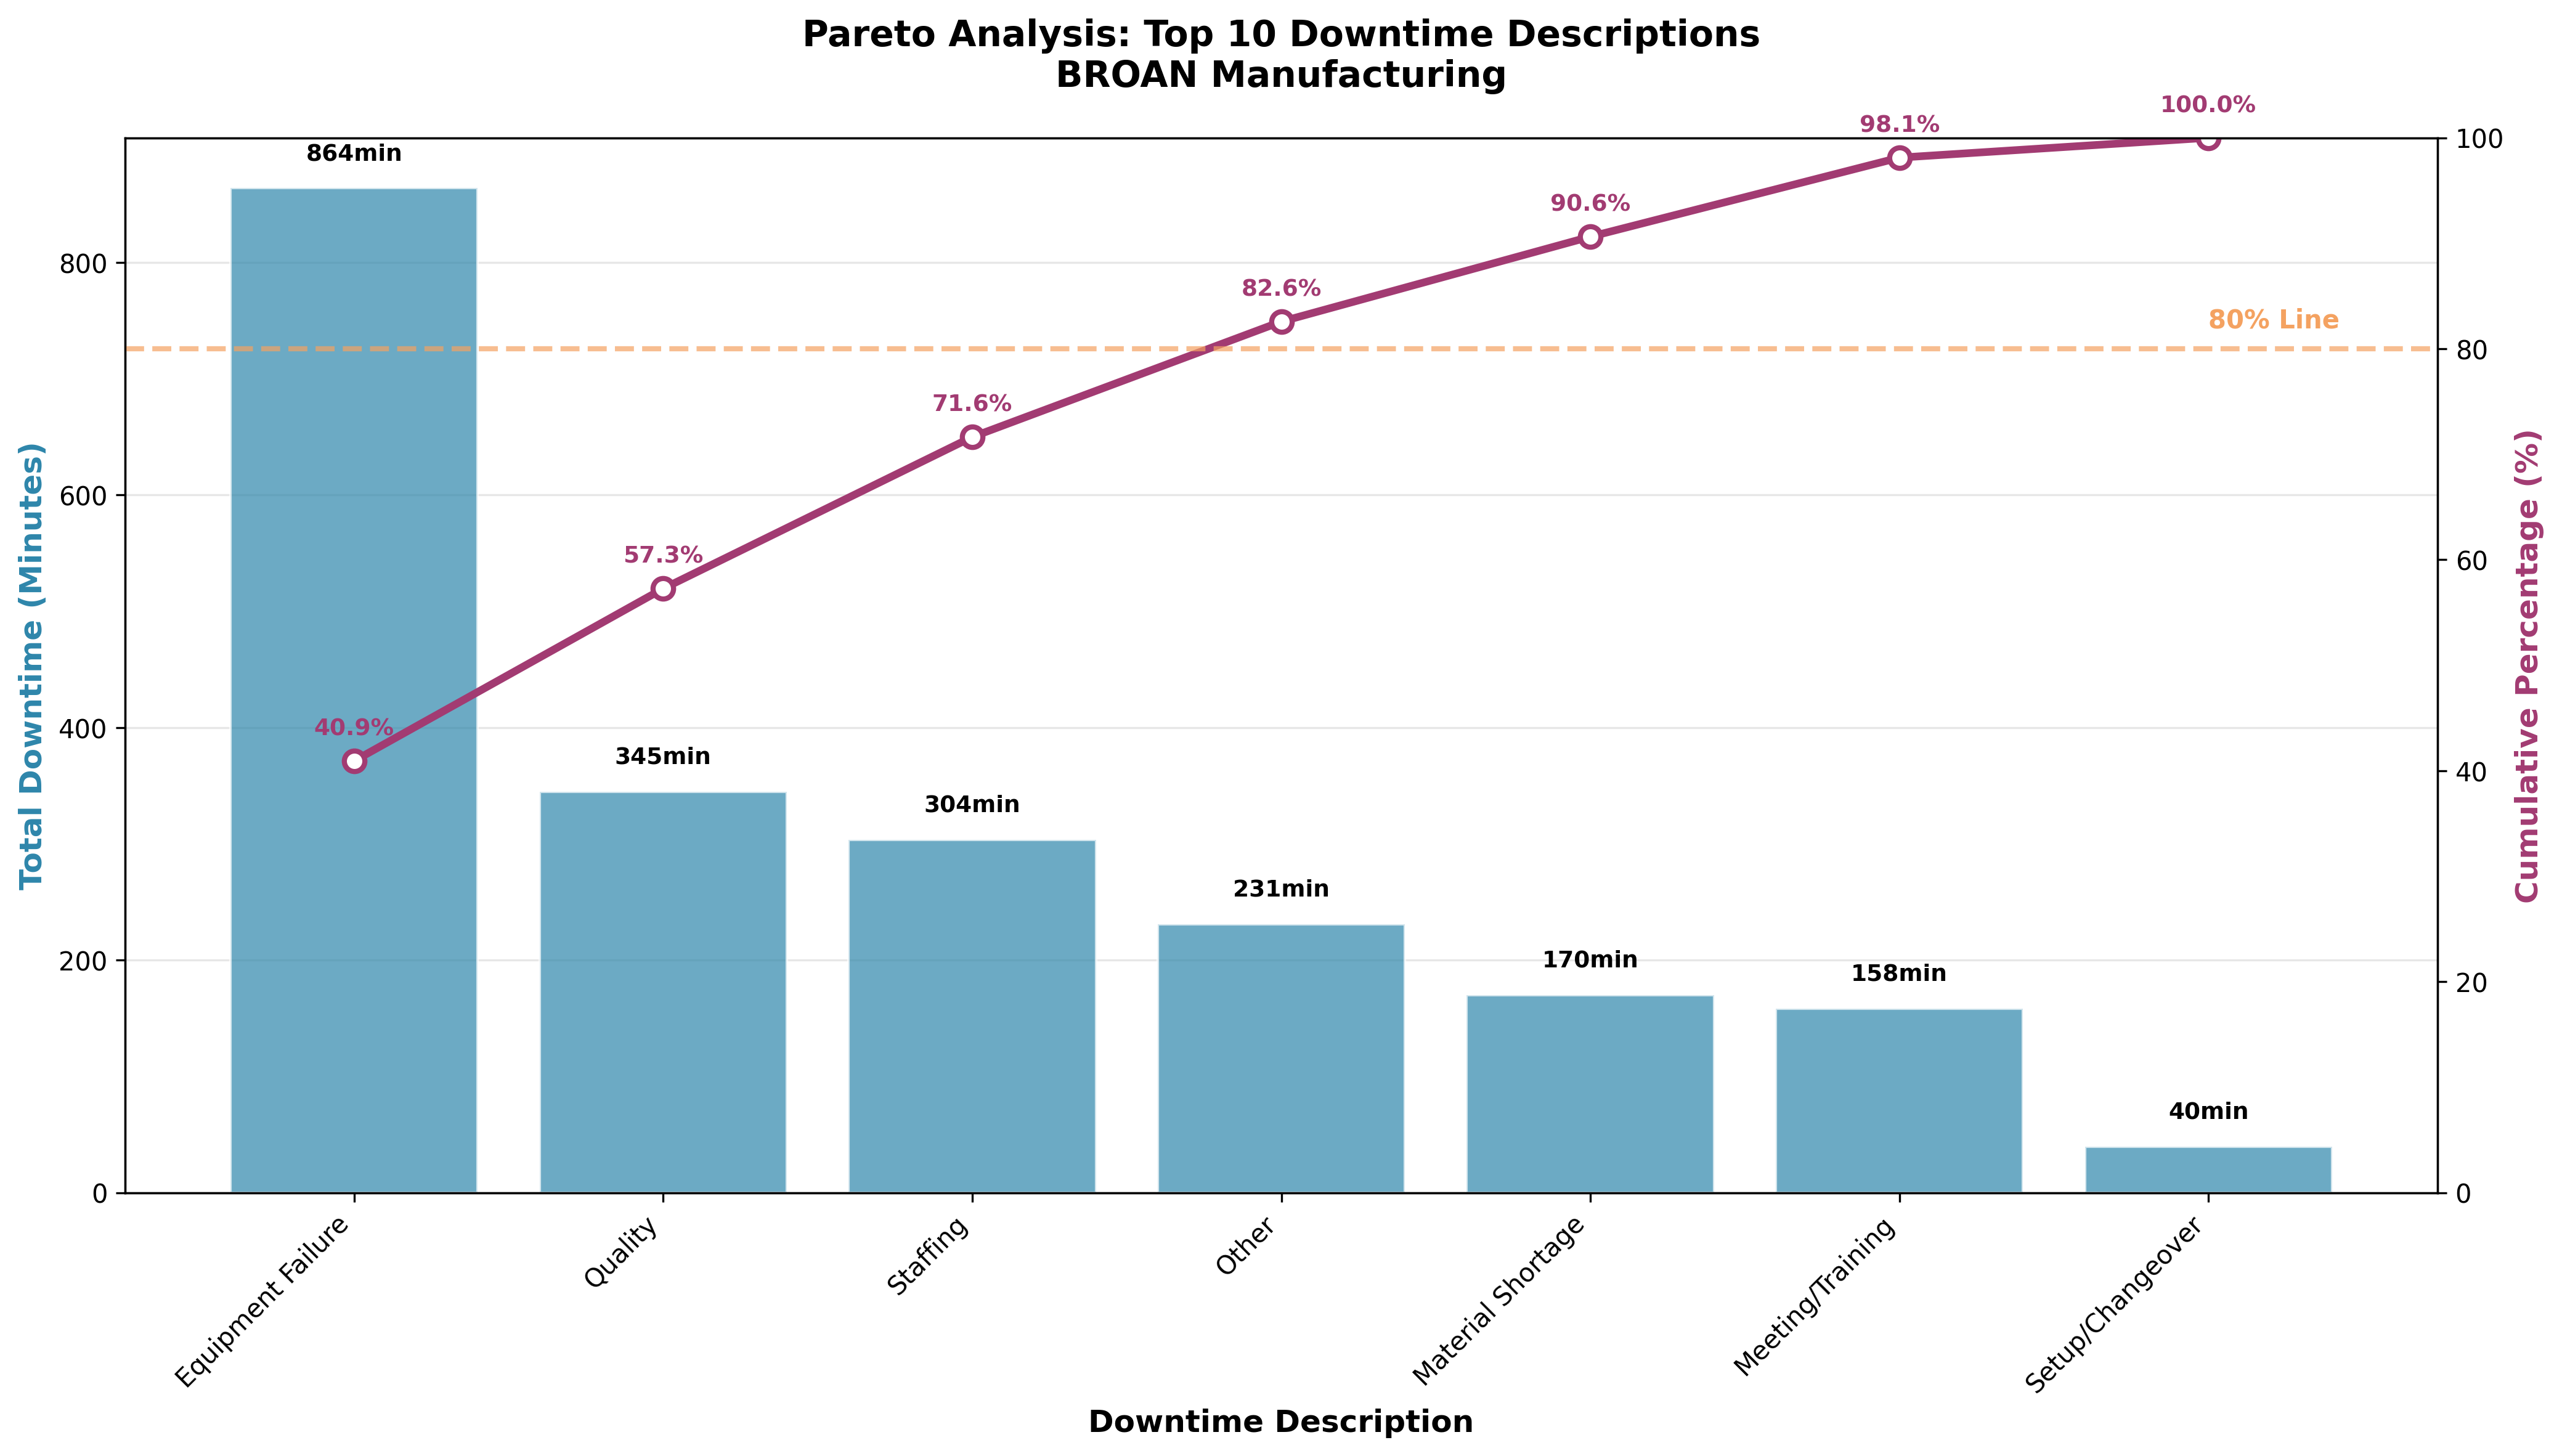 Pareto Analysis: Top 10 Downtime Descriptions
BROAN Manufacturing
Total Downtime (Minutes)
800
600
400
200
0
864min
345min
304min
231min
170min
158min
40min
40.9%
57.3%
71.6%
82.6%
90.6%
98.1%
100.0%
80% Line
100
80
60
40
20
0
Cumulative Percentage (%)
Equipment Failure
Quality
Staffing
Other
Material Shortage
Meeting/Training
Setup/Changeover
Downtime Description